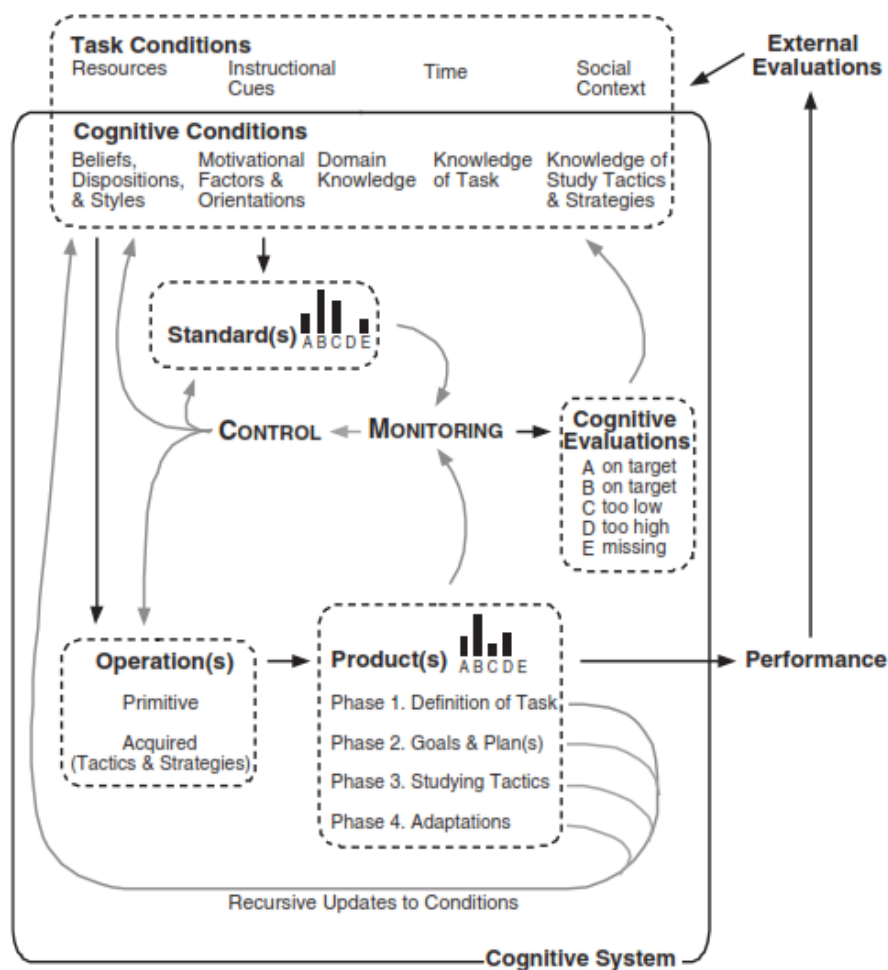 Task Conditions
Resources
Instructional
Cues
Time
Social
Context
External
Evaluations
Cognitive Conditions
Beliefs,
Dispositions,
& Styles
Motivational
Factors &
Orientations
Domain
Knowledge
Knowledge
of Task
Knowledge of
Study Tactics
& Strategies
Standard(s)
A B C D E
CONTROL
MONITORING
Cognitive
Evaluations
A on target
B on target
C too low
D too high
E missing
Operation(s)
Primitive
Acquired
(Tactics & Strategies)
Product(s)
A B C D E
Phase 1. Definition of Task
Phase 2. Goals & Plan(s)
Phase 3. Studying Tactics
Phase 4. Adaptations
Performance
Recursive Updates to Conditions
Cognitive System